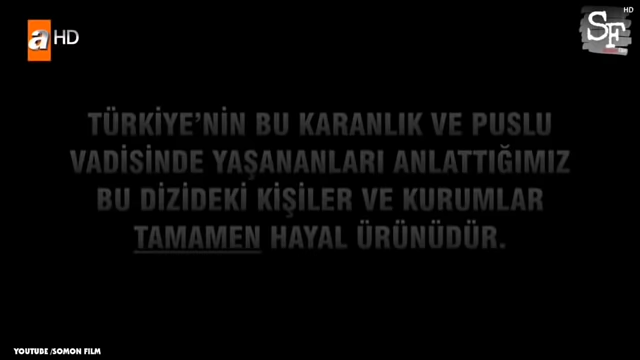 a HD
SF HD
TÜRKİYE'NİN BU KARANLIK VE PUSLU
VADİSİNDE YAŞANANLARI ANLATTIĞIMIZ
BU DİZİDEKİ KİŞİLER VE KURUMLAR
TAMAMEN HAYAL ÜRÜNÜDÜR.
YOUTUBE /SOMON FILM